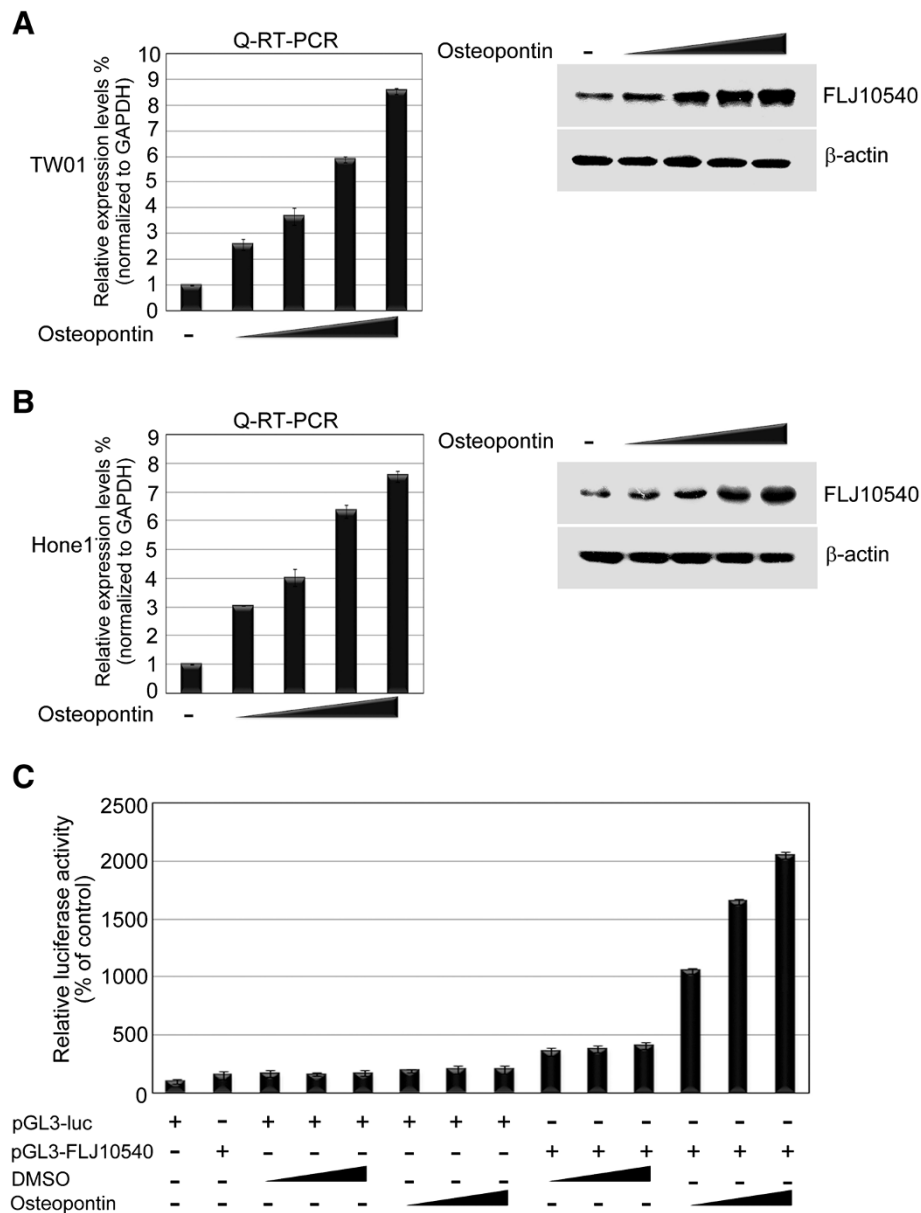 A
Q-RT-PCR
TW01
Relative expression levels %
(normalized to GAPDH)
10
9
8
7
6
5
4
3
2
1
0
Osteopontin
-
Osteopontin
-
FLJ10540
β-actin
B
Q-RT-PCR
Hone1
Relative expression levels %
(normalized to GAPDH)
9
8
7
6
5
4
3
2
1
0
Osteopontin
-
Osteopontin
-
FLJ10540
β-actin
C
Relative luciferase activity
(% of control)
2500
2000
1500
1000
500
0
pGL3-luc + - + + + + + + - - - - - -
pGL3-FLJ10540 - + - - - - - - + + + + + +
DMSO - - - - - - - -
Osteopontin - - - - - - - -